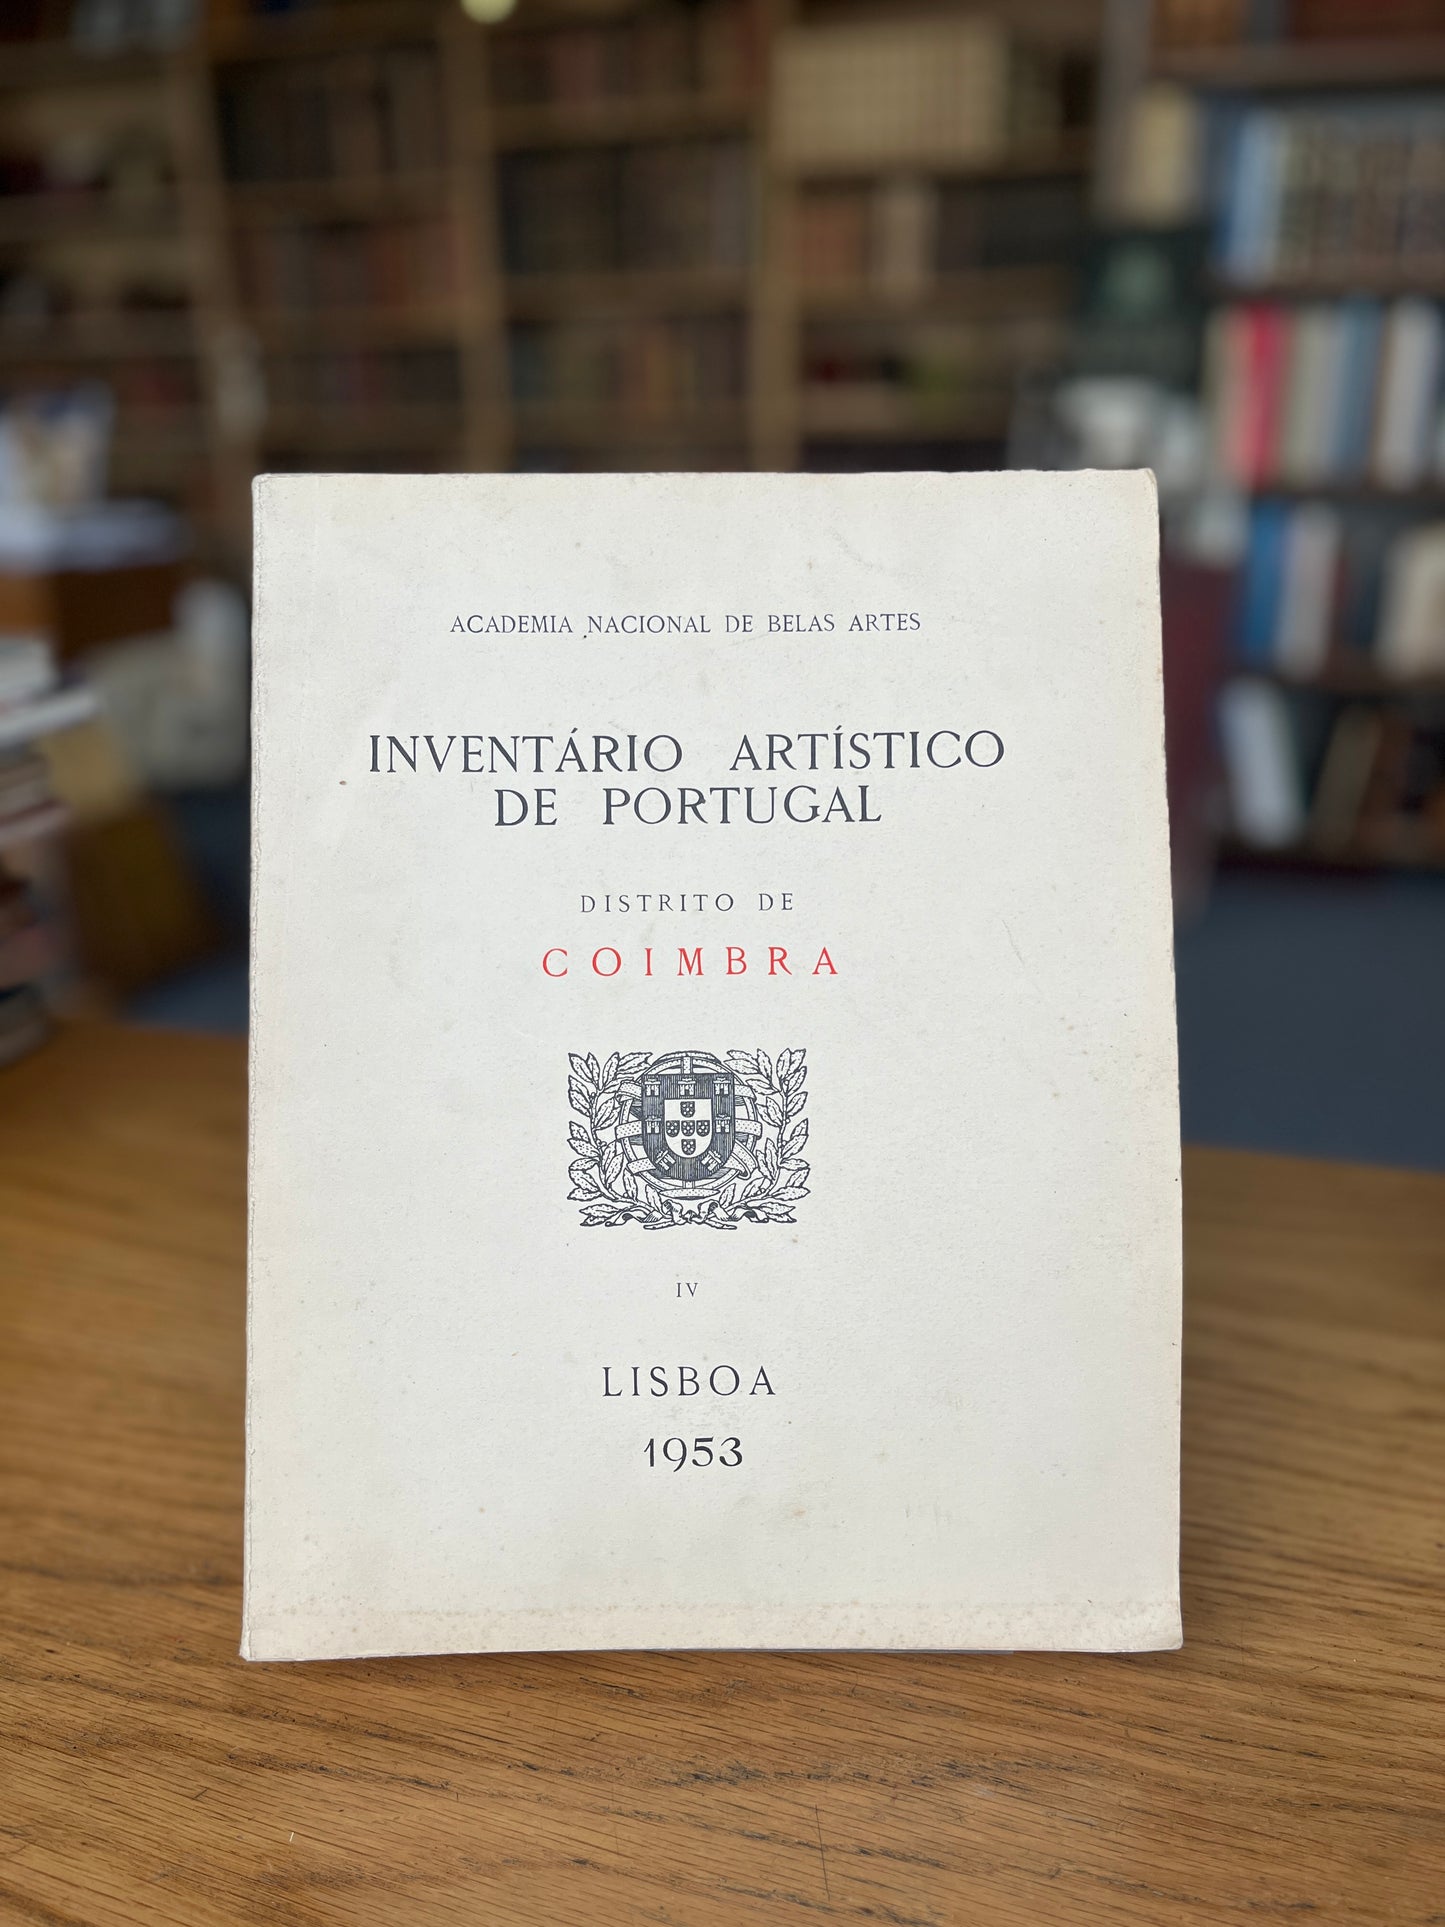 ACADEMIA NACIONAL DE BELAS ARTES
INVENTÁRIO ARTÍSTICO
DE PORTUGAL
DISTRITO DE
COIMBRA
IV
LISBOA
1953